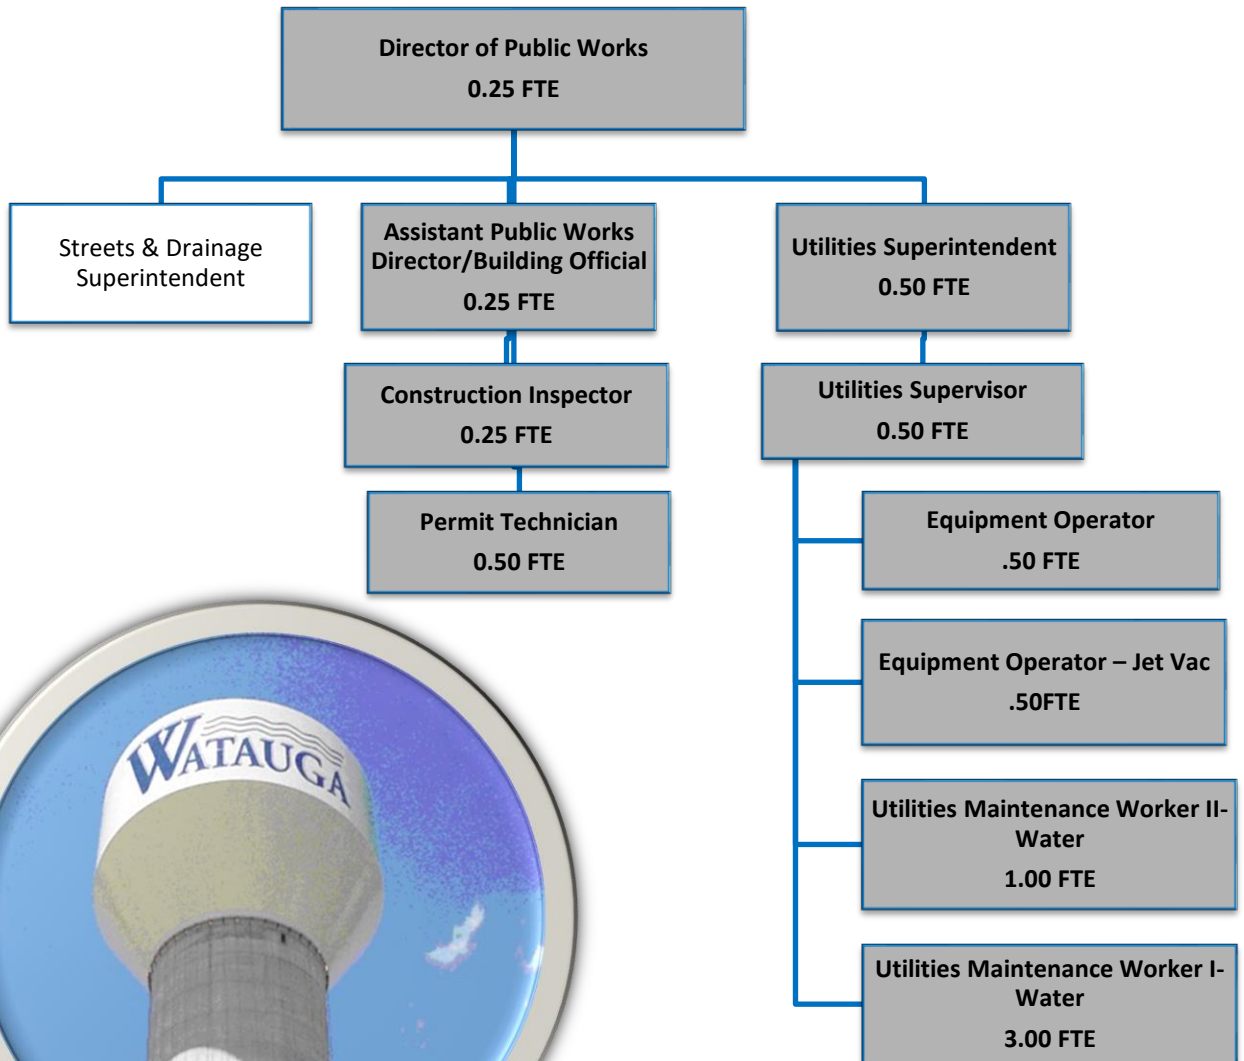 Director of Public Works
0.25 FTE
Streets & Drainage
Superintendent
Assistant Public Works
Director/Building Official
0.25 FTE
Utilities Superintendent
0.50 FTE
Construction Inspector
0.25 FTE
Utilities Supervisor
0.50 FTE
Permit Technician
0.50 FTE
Equipment Operator
.50 FTE
Equipment Operator – Jet Vac
.50FTE
Utilities Maintenance Worker II-
Water
1.00 FTE
Utilities Maintenance Worker I-
Water
3.00 FTE
WATAUGA